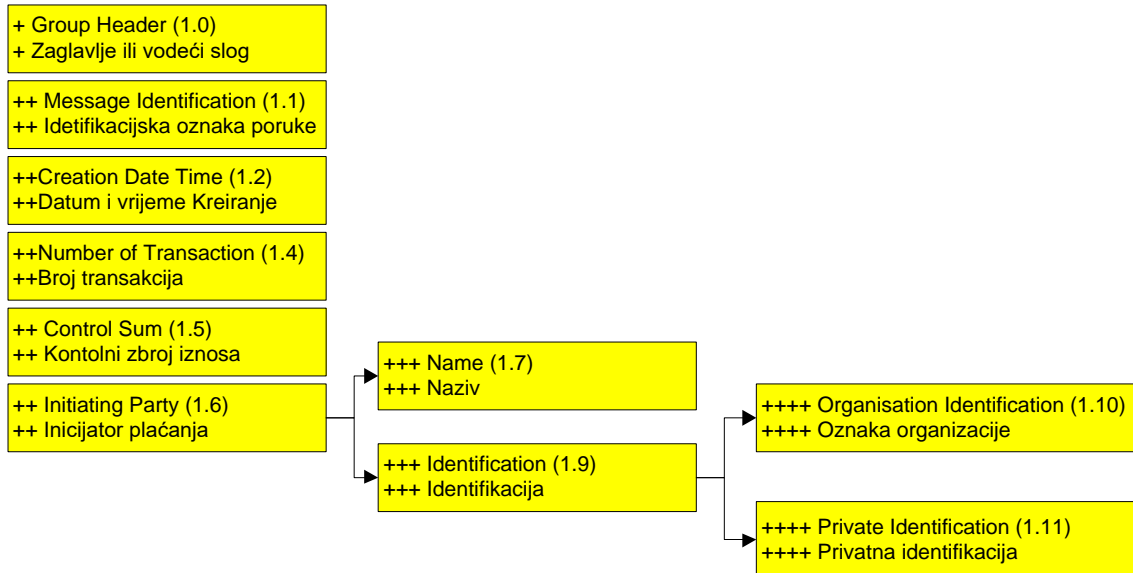 + Group Header (1.0)
+ Zaglavlje ili vodeći slog
++ Message Identification (1.1)
++ Idetifikacijska oznaka poruke
++Creation Date Time (1.2)
++Datum i vrijeme Kreiranje
++Number of Transaction (1.4)
++Broj transakcija
++ Control Sum (1.5)
++ Kontolni zbroj iznosa
++ Initiating Party (1.6)
++ Inicijator plaćanja
+++ Name (1.7)
+++ Naziv
+++ Identification (1.9)
+++ Identifikacija
++++ Organisation Identification (1.10)
++++ Oznaka organizacije
++++ Private Identification (1.11)
++++ Privatna identifikacija